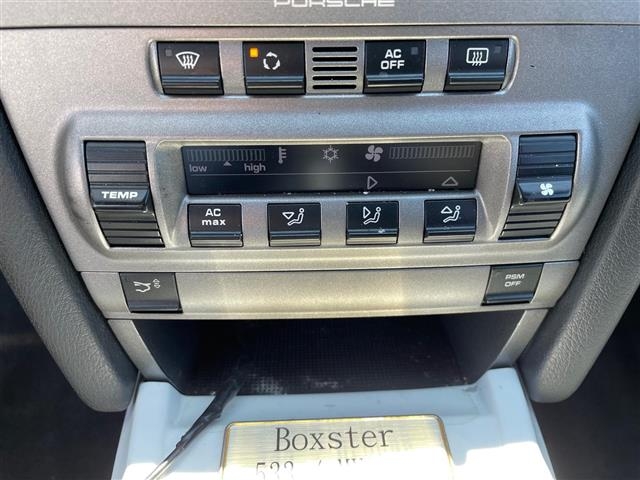 PORSCHE
AC
OFF
low high
TEMP
AC
max
PSM
OFF
Boxster